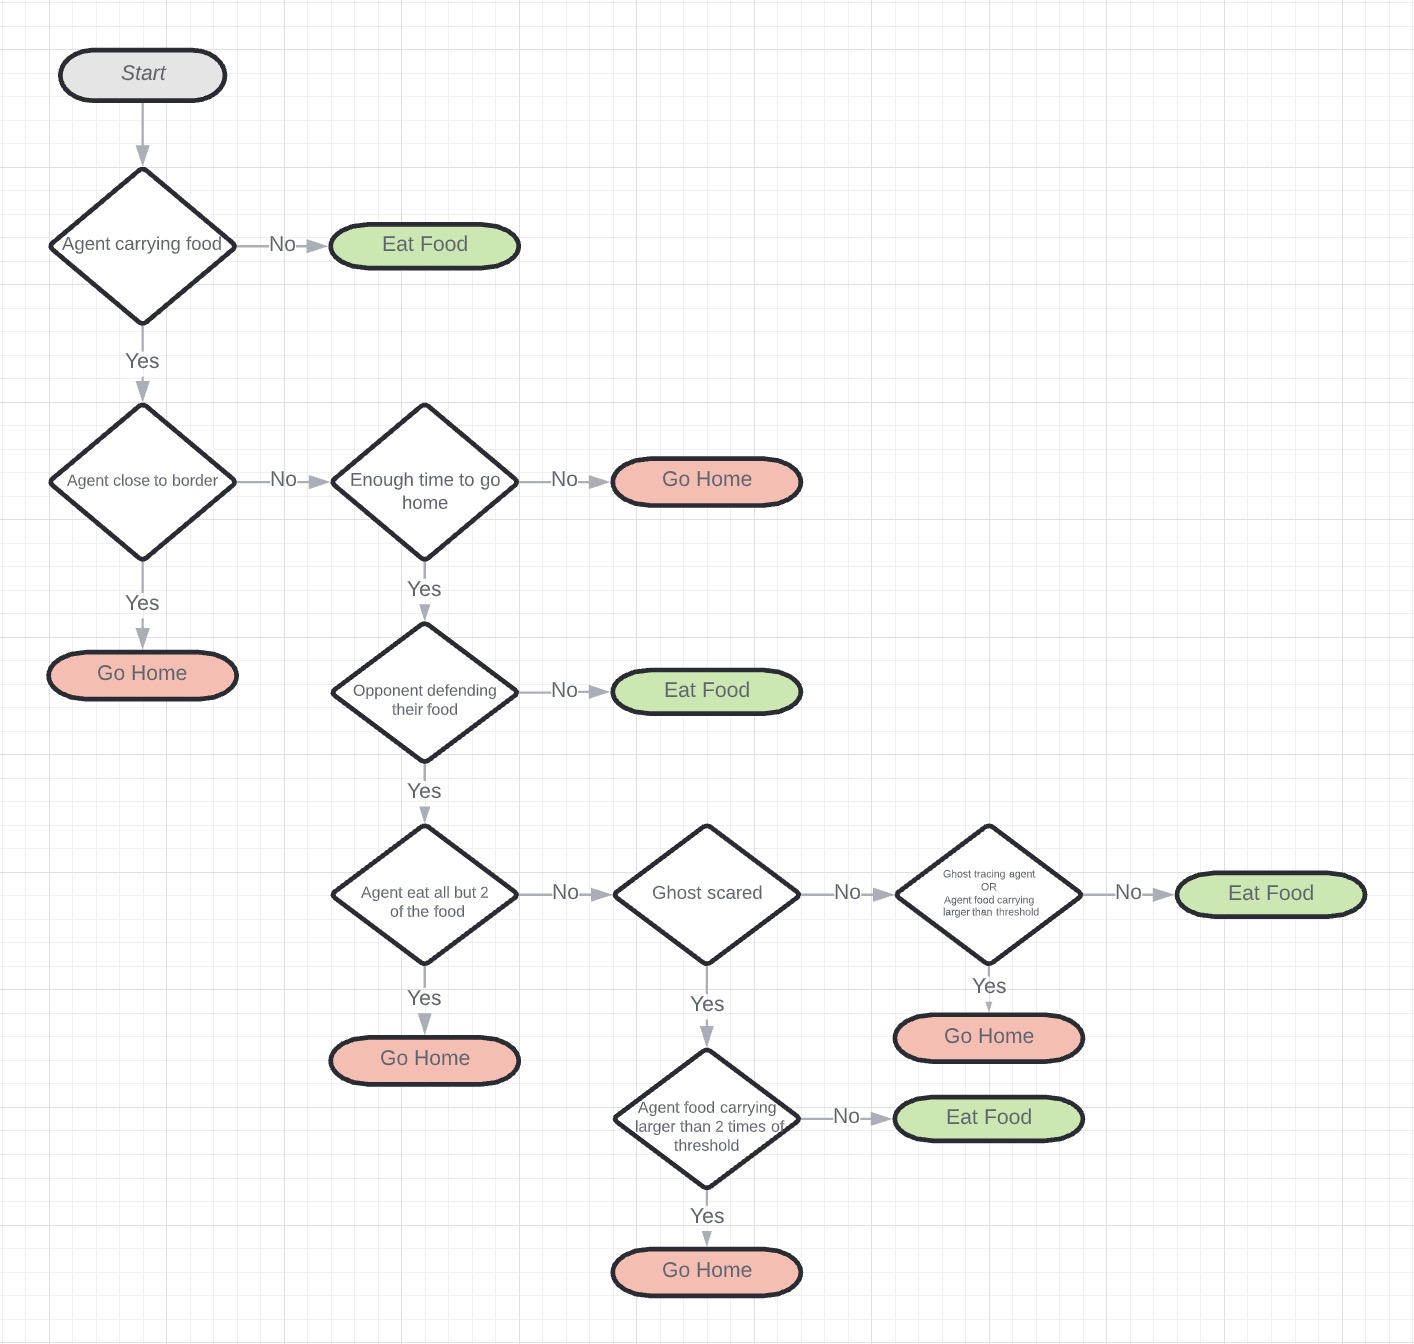 Start
Agent carrying food
No
Eat Food
Yes
Agent close to border
No
Enough time to go
home
No
Go Home
Yes
Yes
Go Home
Opponent defending
their food
No
Eat Food
Yes
Agent eat all but 2
of the food
No
Ghost scared
No
Ghost tracing agent
OR
Agent food carrying
larger than threshold
No
Eat Food
Yes
Yes
Yes
Go Home
Go Home
Agent food carrying
larger than 2 times of
threshold
No
Eat Food
Yes
Go Home